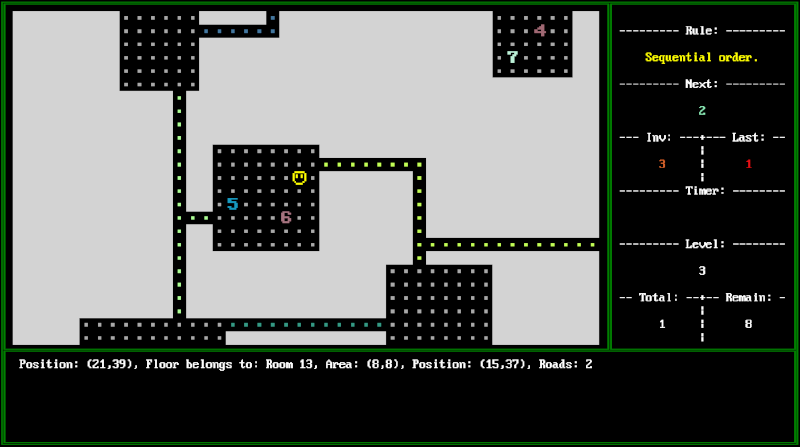 4
7
5
6
--------- Rule: ---------
Sequential order.
--------- Next: ---------
2
-- Inv: ---+--- Last: --
3 ¦ 1
-------- Timer: --------
-------- Level: --------
3
-- Total: --+-- Remain: -
1 ¦ 8
Position: (21,39), Floor belongs to: Room 13, Area: (8,8), Position: (15,37), Roads: 2